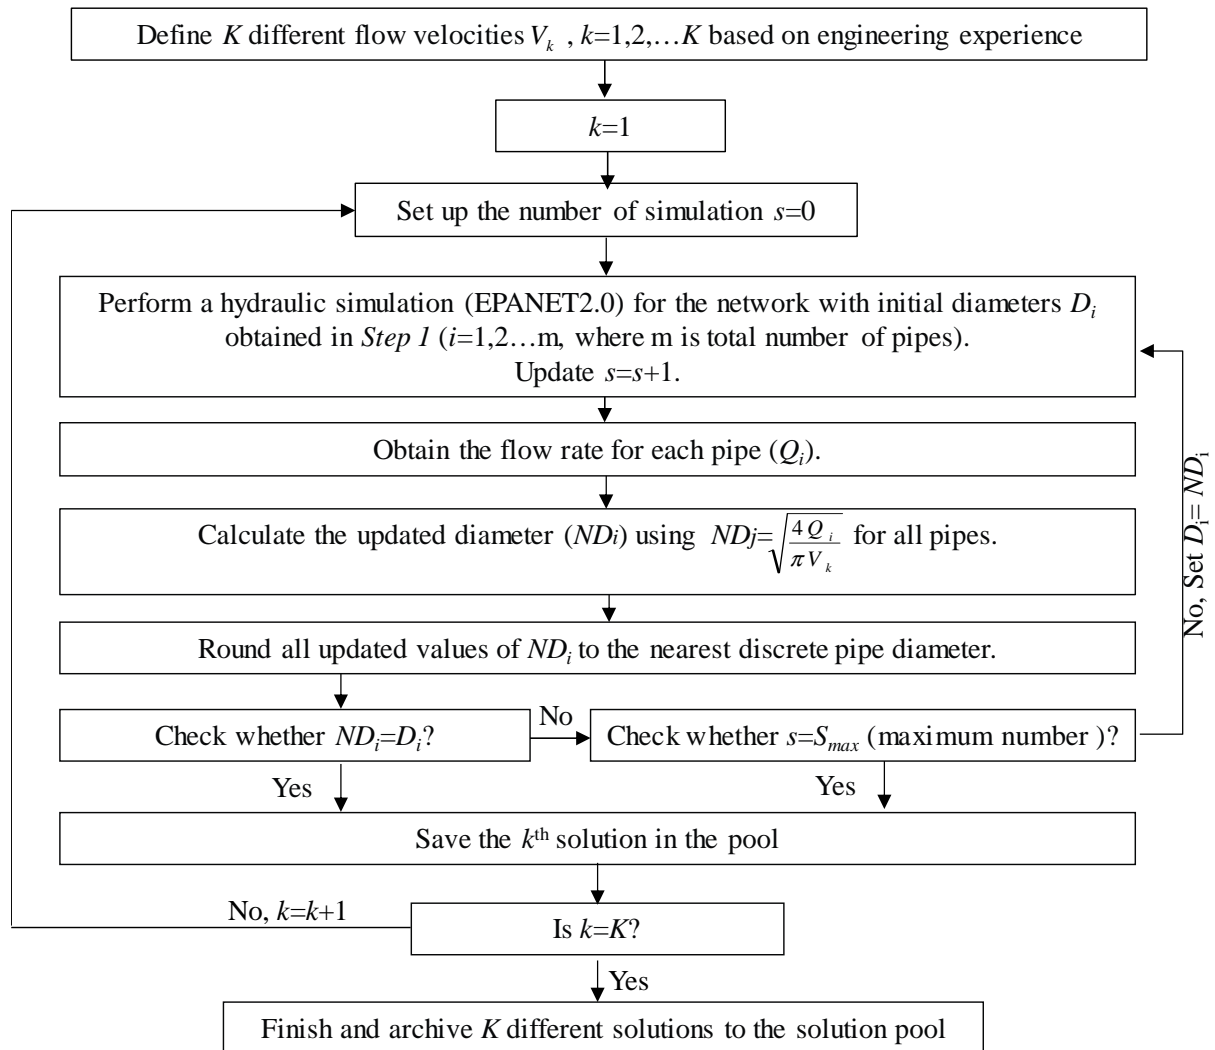 Define K different flow velocities V_k , k=1,2,…K based on engineering experience
k=1
Set up the number of simulation s=0
Perform a hydraulic simulation (EPANET2.0) for the network with initial diameters D_i
obtained in Step 1 (i=1,2…m, where m is total number of pipes).
Update s=s+1.
Obtain the flow rate for each pipe (Q_i).
Calculate the updated diameter (NDi) using NDj=√(4Q_i/πV_k) for all pipes.
Round all updated values of ND_i to the nearest discrete pipe diameter.
Check whether ND_i=D_i?
No
Check whether s=S_max (maximum number )?
No, Set D_i= ND_i
Yes
Yes
Save the kth solution in the pool
No, k=k+1
Is k=K?
Yes
Finish and archive K different solutions to the solution pool